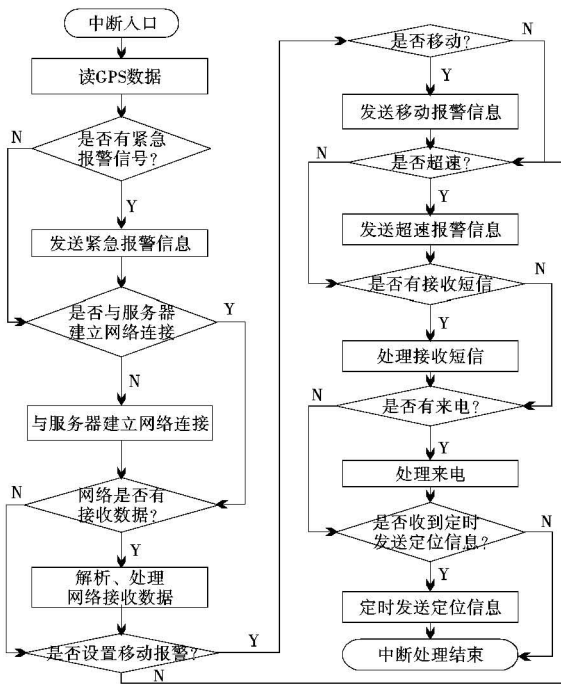 中断入口
读GPS数据
是否有紧急
报警信号?
N
Y
发送紧急报警信息
是否与服务器
建立网络连接
Y
N
与服务器建立网络连接
网络是否有
接收数据?
N
Y
解析、处理
网络接收数据
是否设置移动报警?
Y
N
是否移动?
N
Y
发送移动报警信息
是否超速?
N
Y
发送超速报警信息
是否有接收短信
N
Y
处理接收短信
是否有来电?
N
Y
处理来电
是否收到定时
发送定位信息?
N
Y
定时发送定位信息
中断处理结束